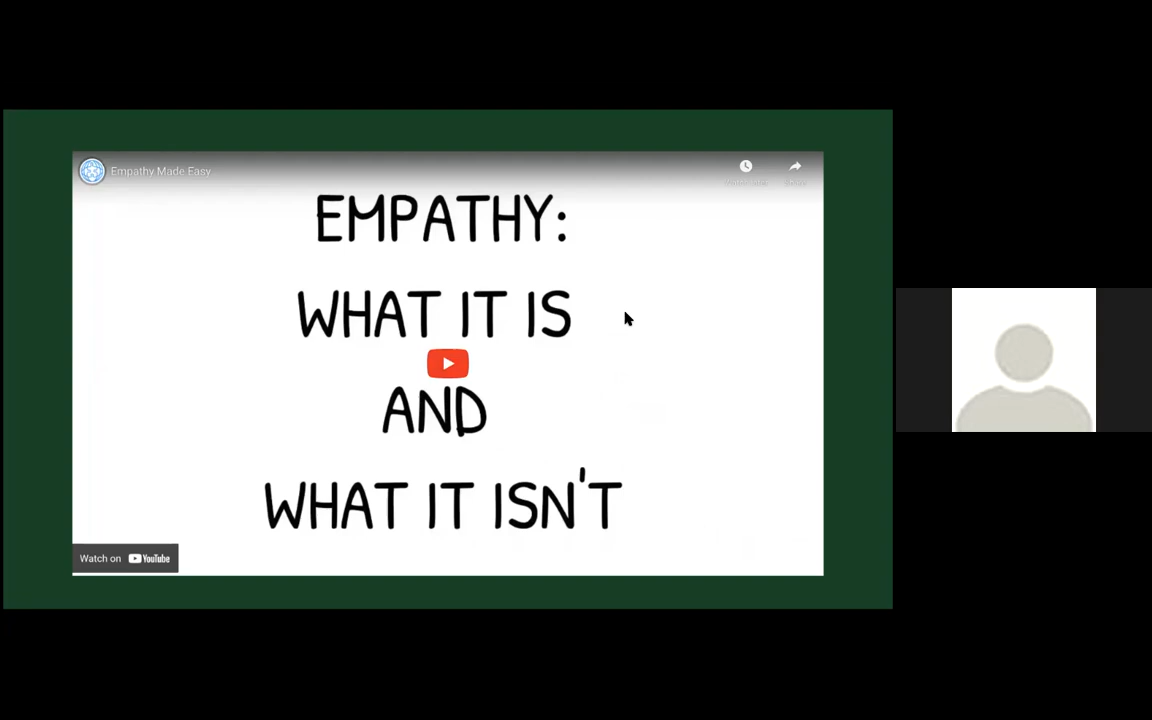 Empathy Made Easy
EMPATHY:
WHAT IT IS
AND
WHAT IT ISN'T
Watch on YouTube